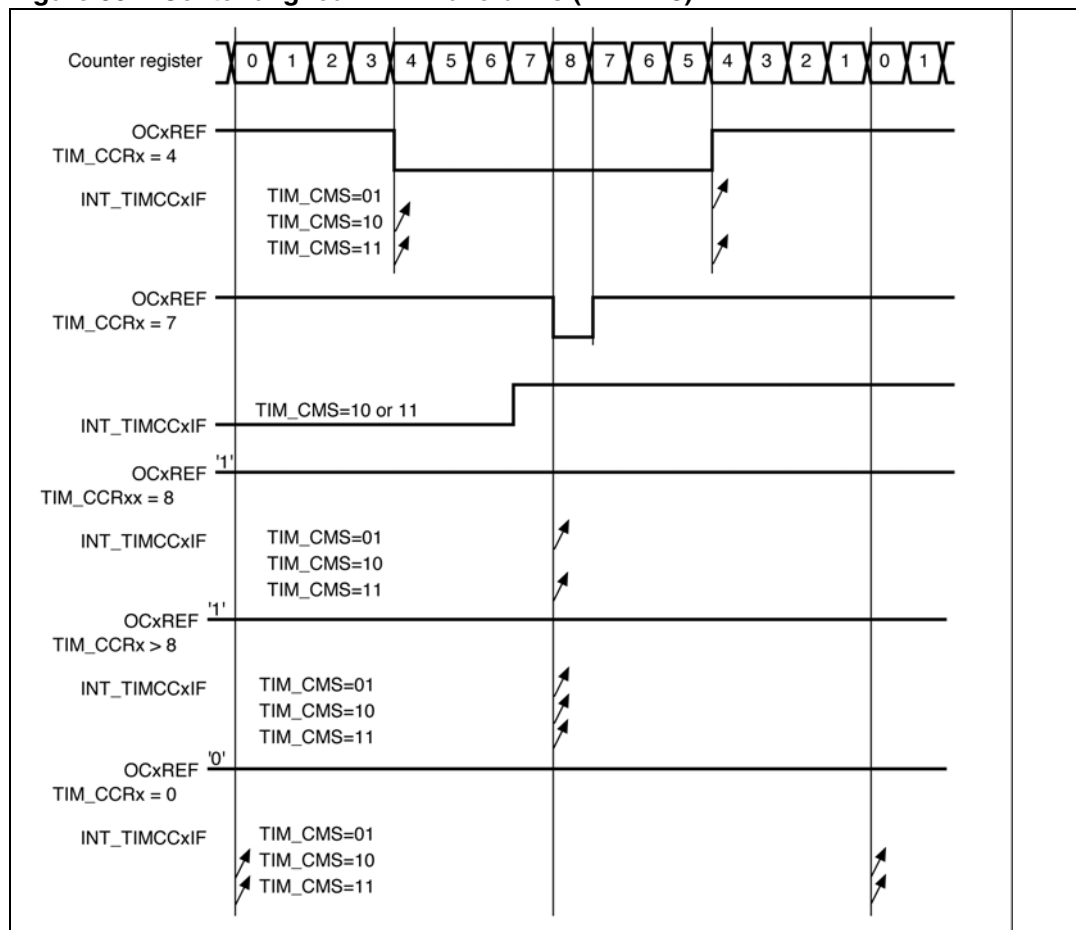 Counter register 0 1 2 3 4 5 6 7 8 7 6 5 4 3 2 1 0 1
OCxREF
TIM_CCRx = 4
INT_TIMCCxIF
TIM_CMS=01
TIM_CMS=10
TIM_CMS=11
OCxREF
TIM_CCRx = 7
TIM_CMS=10 or 11
INT_TIMCCxIF
OCxREF '1'
TIM_CCRxx = 8
INT_TIMCCxIF
TIM_CMS=01
TIM_CMS=10
TIM_CMS=11
OCxREF '1'
TIM_CCRx > 8
INT_TIMCCxIF
TIM_CMS=01
TIM_CMS=10
TIM_CMS=11
OCxREF '0'
TIM_CCRx = 0
INT_TIMCCxIF
TIM_CMS=01
TIM_CMS=10
TIM_CMS=11